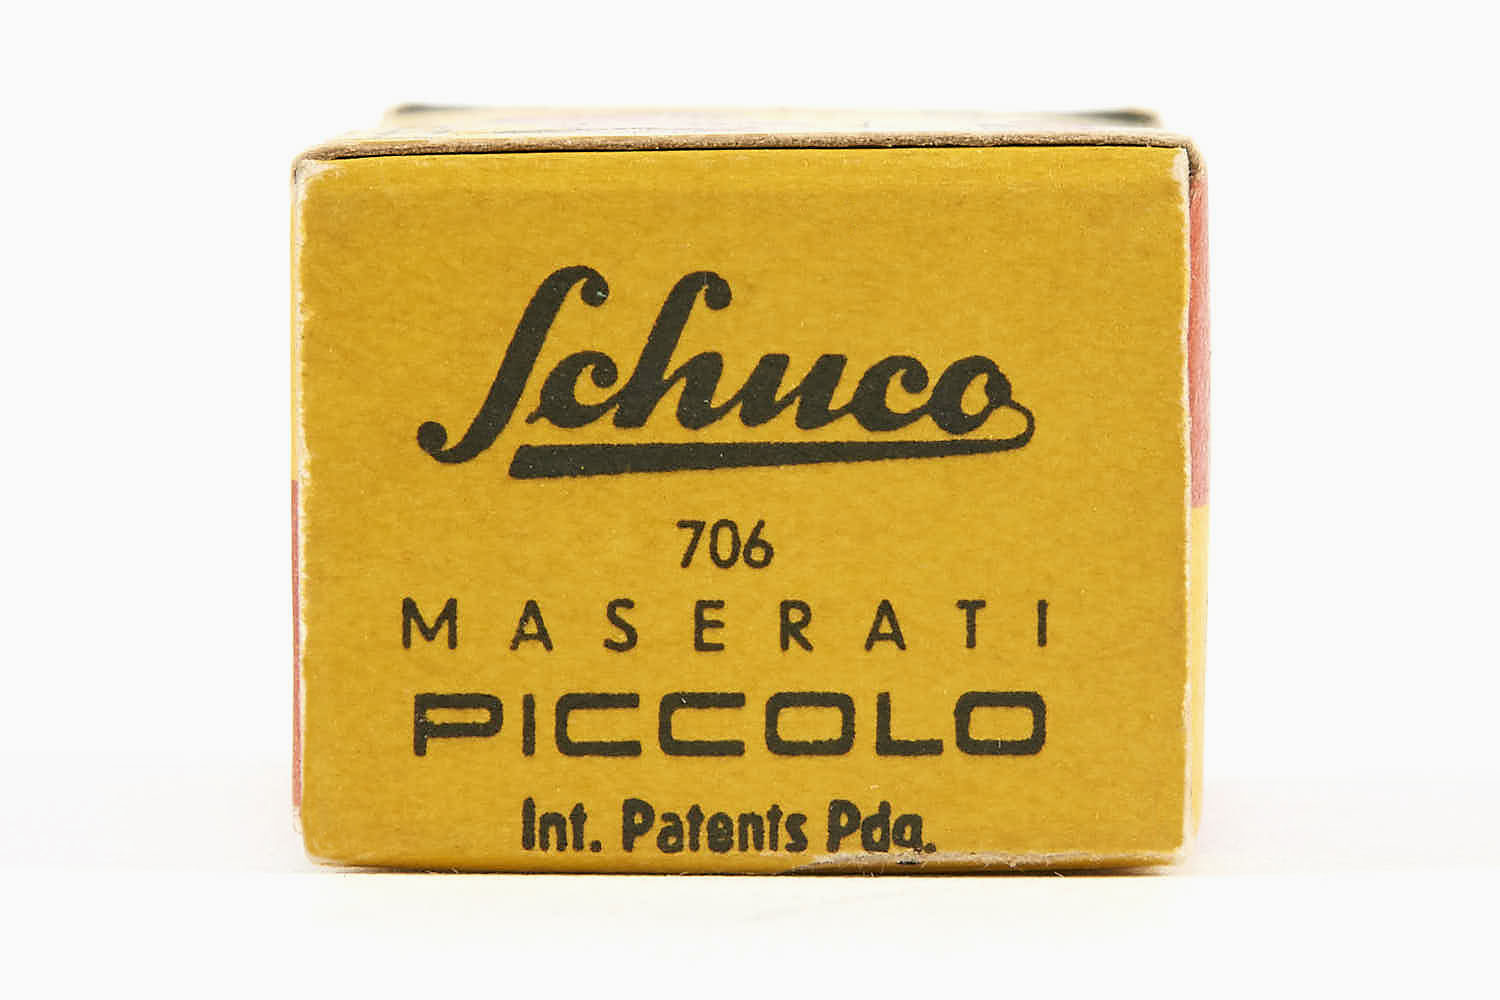 Schuco
706
MASERATI
PICCOLO
Int. Patents Pdg.